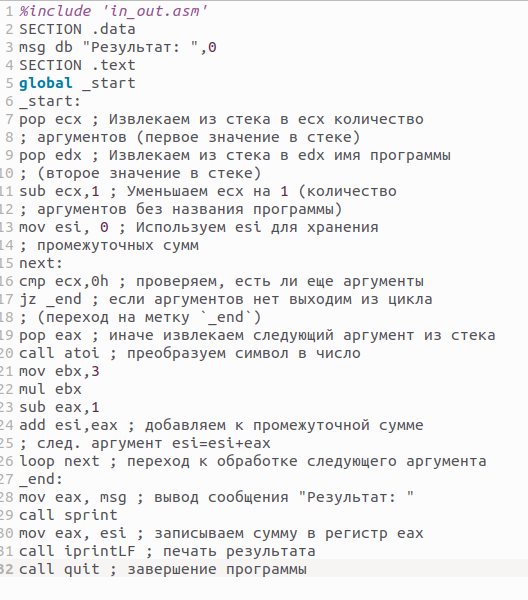 1 %include 'in_out.asm'
2 SECTION .data
3 msg db "Результат: ",0
4 SECTION .text
5 global _start
6 _start:
7 pop ecx ; Извлекаем из стека в ecx количество
8 ; аргументов (первое значение в стеке)
9 pop edx ; Извлекаем из стека в edx имя программы
10 ; (второе значение в стеке)
11 sub ecx,1 ; Уменьшаем ecx на 1 (количество
12 ; аргументов без названия программы)
13 mov esi, 0 ; Используем esi для хранения
14 ; промежуточных сумм
15 next:
16 cmp ecx,0h ; проверяем, есть ли еще аргументы
17 jz _end ; если аргументов нет выходим из цикла
18 ; (переход на метку `_end`)
19 pop eax ; иначе извлекаем следующий аргумент из стека
20 call atoi ; преобразуем символ в число
21 mov ebx,3
22 mul ebx
23 sub eax,1
24 add esi,eax ; добавляем к промежуточной сумме
25 ; след. аргумент esi=esi+eax
26 loop next ; переход к обработке следующего аргумента
27 _end:
28 mov eax, msg ; вывод сообщения "Результат: "
29 call sprint
30 mov eax, esi ; записываем сумму в регистр eax
31 call iprintLF ; печать результата
32 call quit ; завершение программы